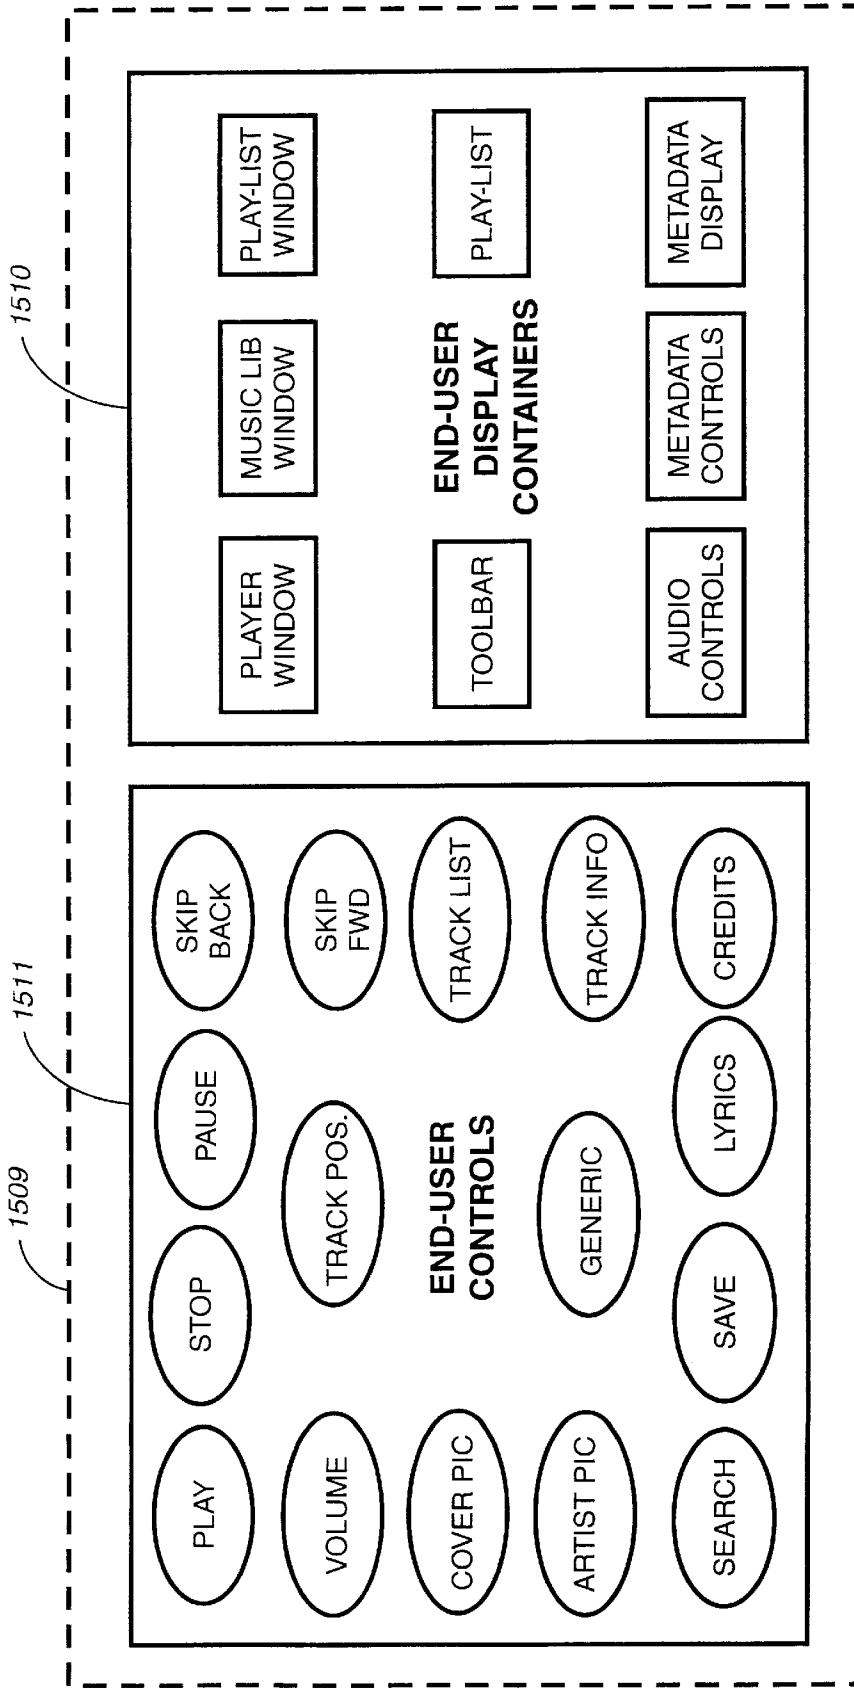 1509
1511
1510
PLAY
STOP
PAUSE
SKIP
BACK
VOLUME
TRACK POS.
SKIP
FWD
COVER PIC
END-USER
CONTROLS
TRACK LIST
ARTIST PIC
GENERIC
TRACK INFO
SEARCH
SAVE
LYRICS
CREDITS
PLAYER
WINDOW
MUSIC LIB
WINDOW
PLAY-LIST
WINDOW
TOOLBAR
END-USER
DISPLAY
CONTAINERS
PLAY-LIST
AUDIO
CONTROLS
METADATA
CONTROLS
METADATA
DISPLAY